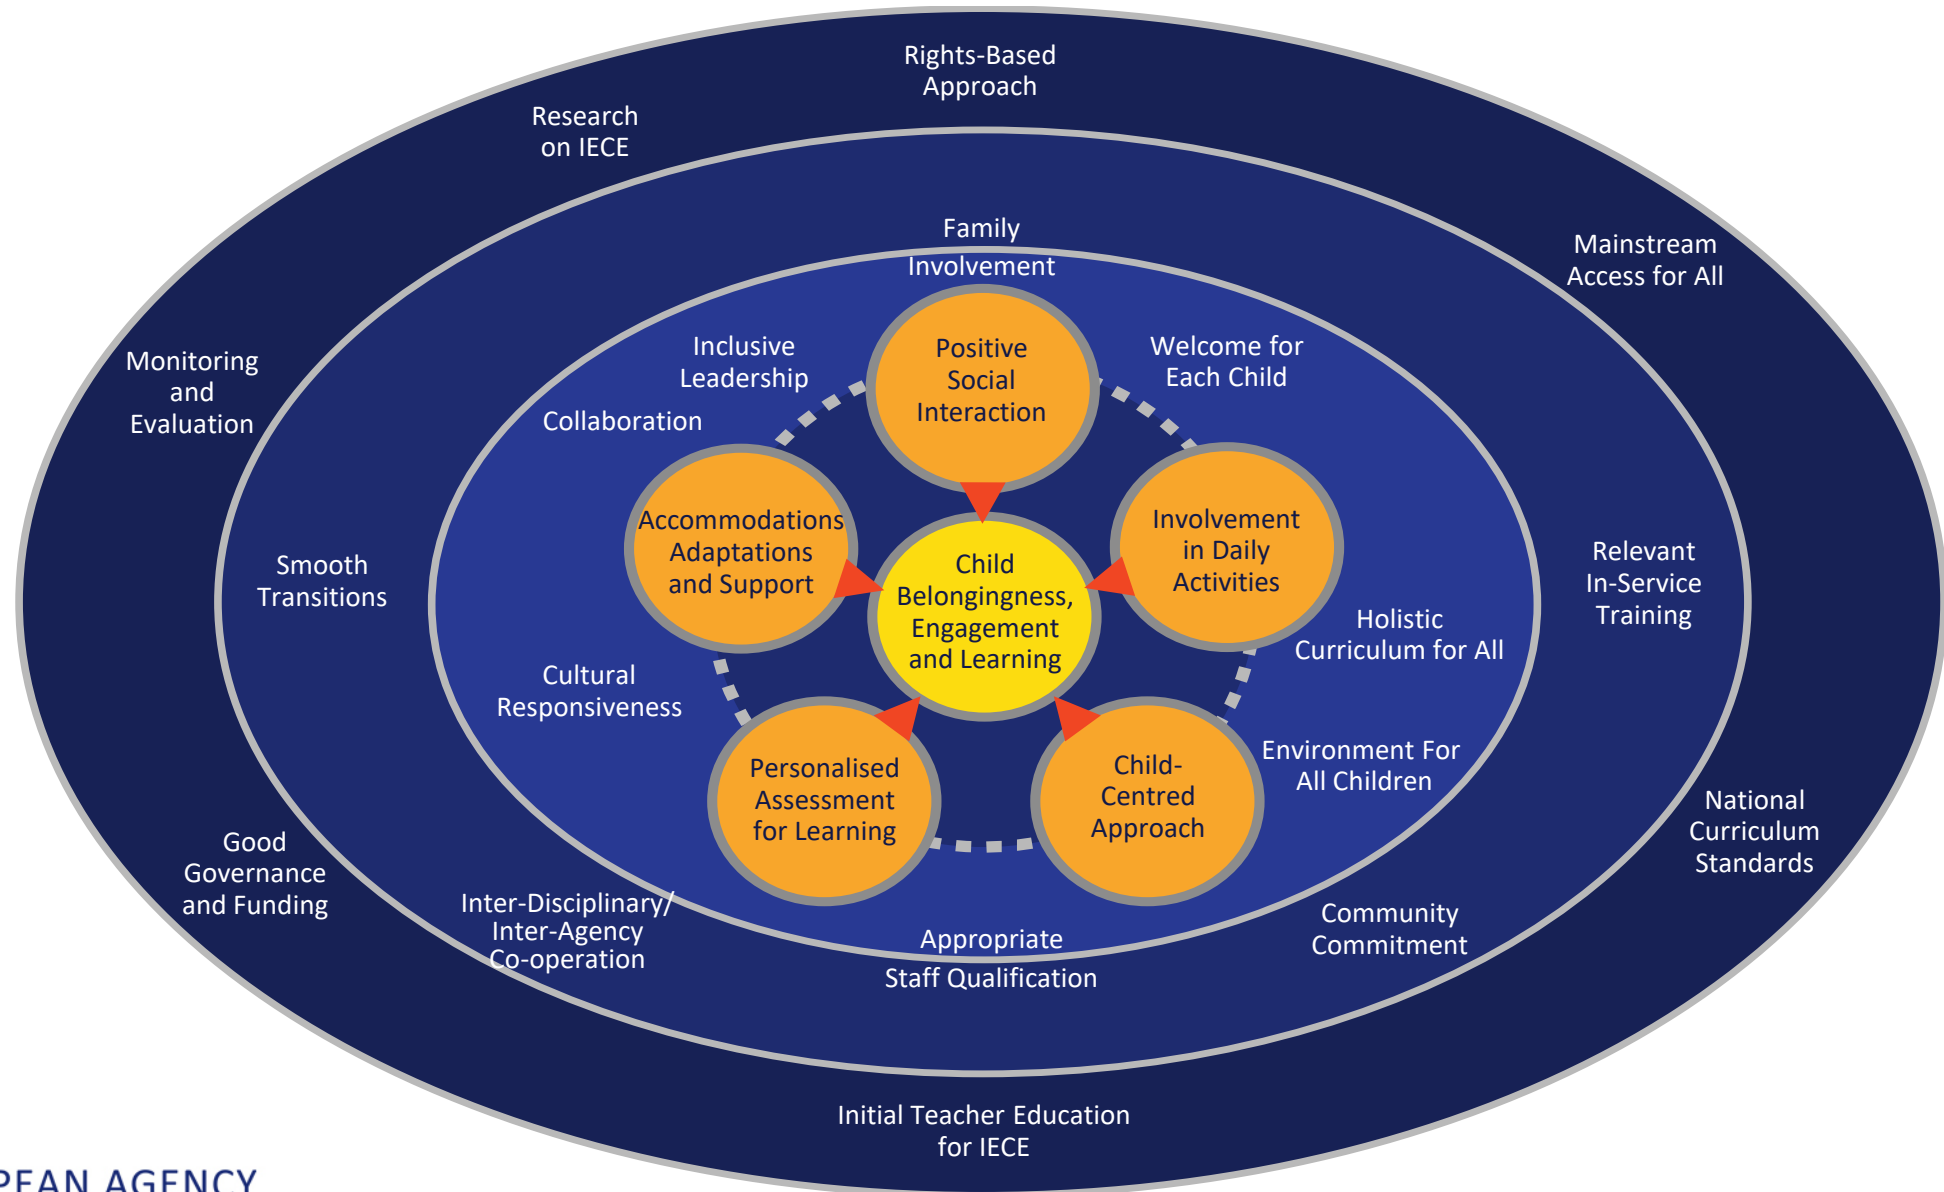 Rights-Based
Approach
Research
on IECE
Mainstream
Access for All
Monitoring
and
Evaluation
National
Curriculum
Standards
Good
Governance
and Funding
Initial Teacher Education
for IECE
Family
Involvement
Smooth
Transitions
Relevant
In-Service
Training
Inter-Disciplinary/
Inter-Agency
Co-operation
Community
Commitment
Appropriate
Staff Qualification
Inclusive
Leadership
Welcome for
Each Child
Collaboration
Holistic
Curriculum for All
Cultural
Responsiveness
Environment For
All Children
Positive
Social
Interaction
Accommodations
Adaptations
and Support
Involvement
in Daily
Activities
Child
Belongingness,
Engagement
and Learning
Personalised
Assessment
for Learning
Child-
Centred
Approach
PEAN AGENCY